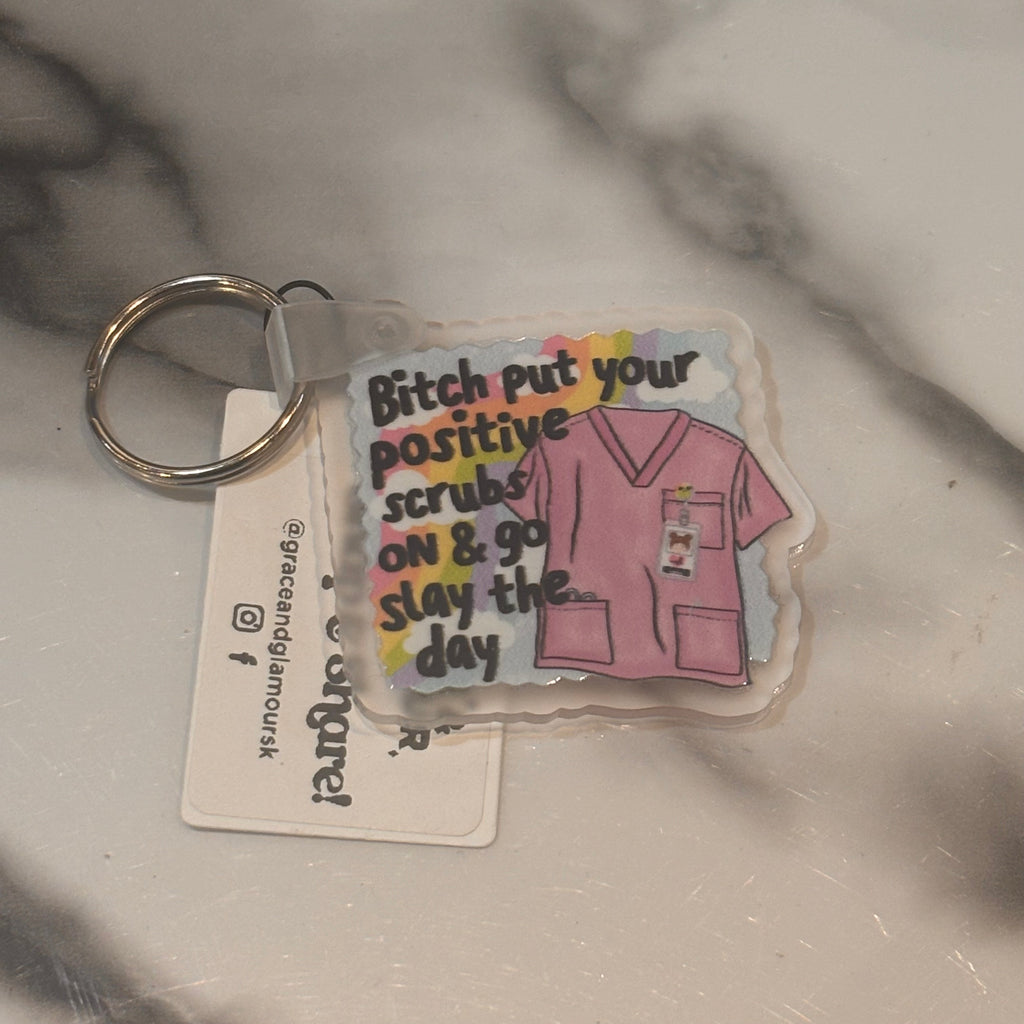 Bitch put your
positive
scrubs
ON & go
slay the
day
@graceandglamoursk